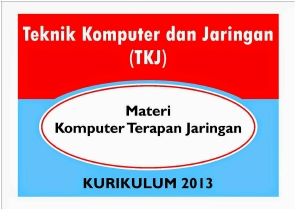 Teknik Komputer dan Jaringan
(TKJ)
Materi
Komputer Terapan Jaringan
KURIKULUM 2013